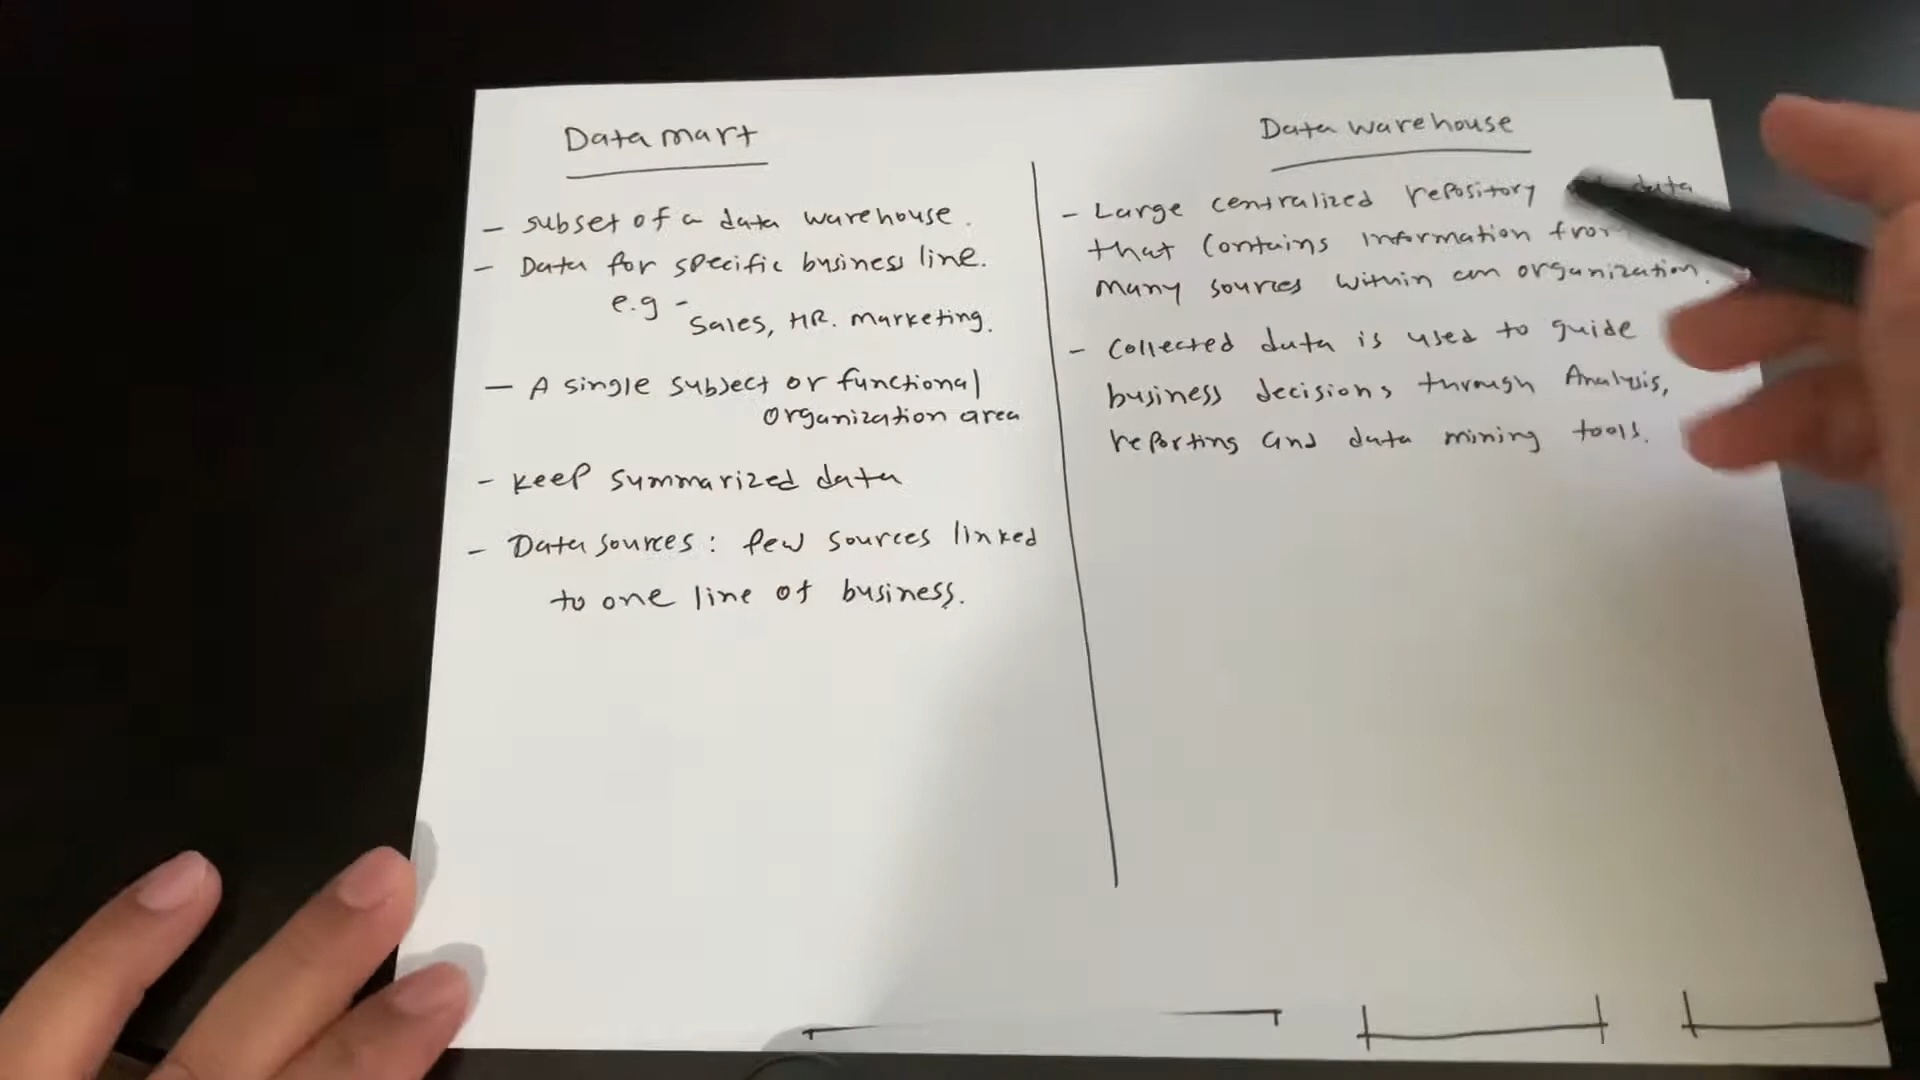 Data mart
- subset of a data warehouse.
- Data for specific business line.
e.g -
Sales, HR. marketing.
- A single subject or functional
organization area
- Keep summarized data
- Data sources: few sources linked
to one line of business.
Data warehouse
- Large centralized repository data
that contains information from
many sources within an organization.
- Collected data is used to guide
business decisions through Analysis,
reporting and data mining tools.